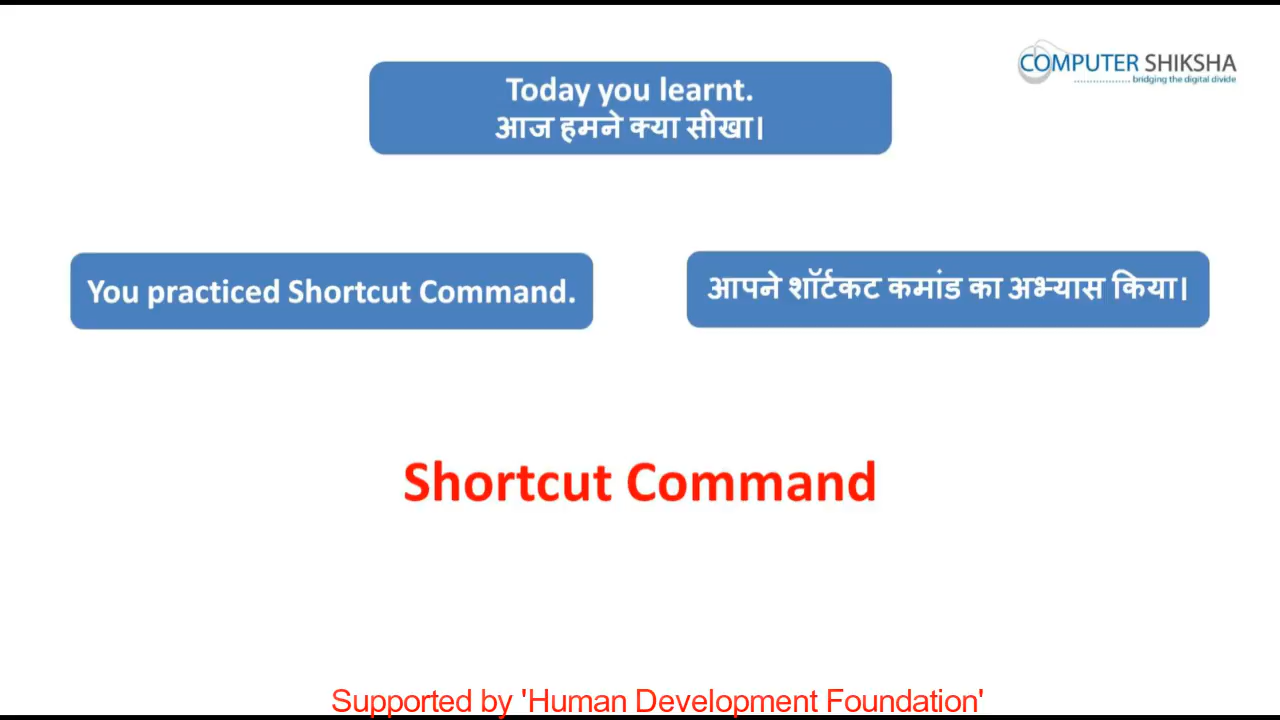 COMPUTER SHIKSHA
bridging the digital divide
Today you learnt.
आज हमने क्या सीखा।
You practiced Shortcut Command.
आपने शॉर्टकट कमांड का अभ्यास किया।
Shortcut Command
Supported by 'Human Development Foundation'